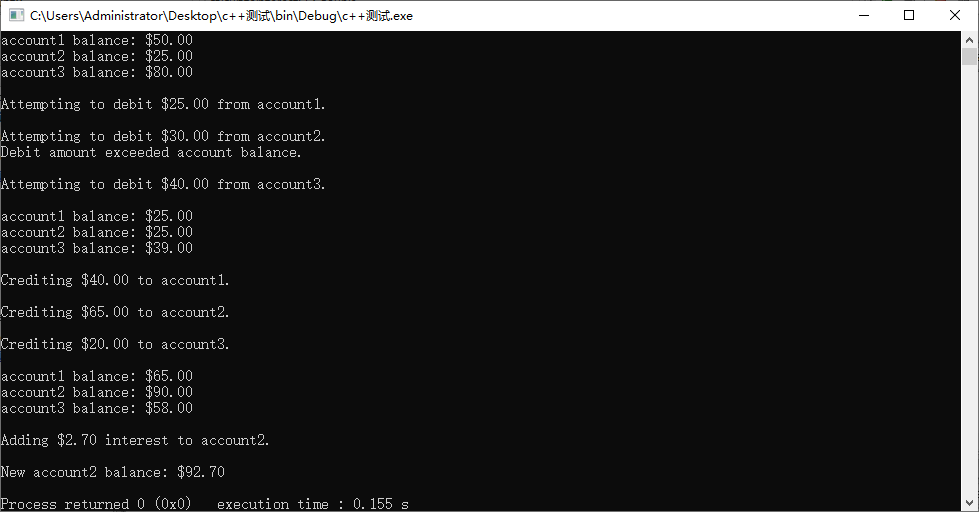 C:\Users\Administrator\Desktop\c++测试\bin\Debug\c++测试.exe
account1 balance: $50.00
account2 balance: $25.00
account3 balance: $80.00
Attempting to debit $25.00 from account1.
Attempting to debit $30.00 from account2.
Debit amount exceeded account balance.
Attempting to debit $40.00 from account3.
account1 balance: $25.00
account2 balance: $25.00
account3 balance: $39.00
Crediting $40.00 to account1.
Crediting $65.00 to account2.
Crediting $20.00 to account3.
account1 balance: $65.00
account2 balance: $90.00
account3 balance: $58.00
Adding $2.70 interest to account2.
New account2 balance: $92.70
Process returned 0 (0x0)   execution time : 0.155 s